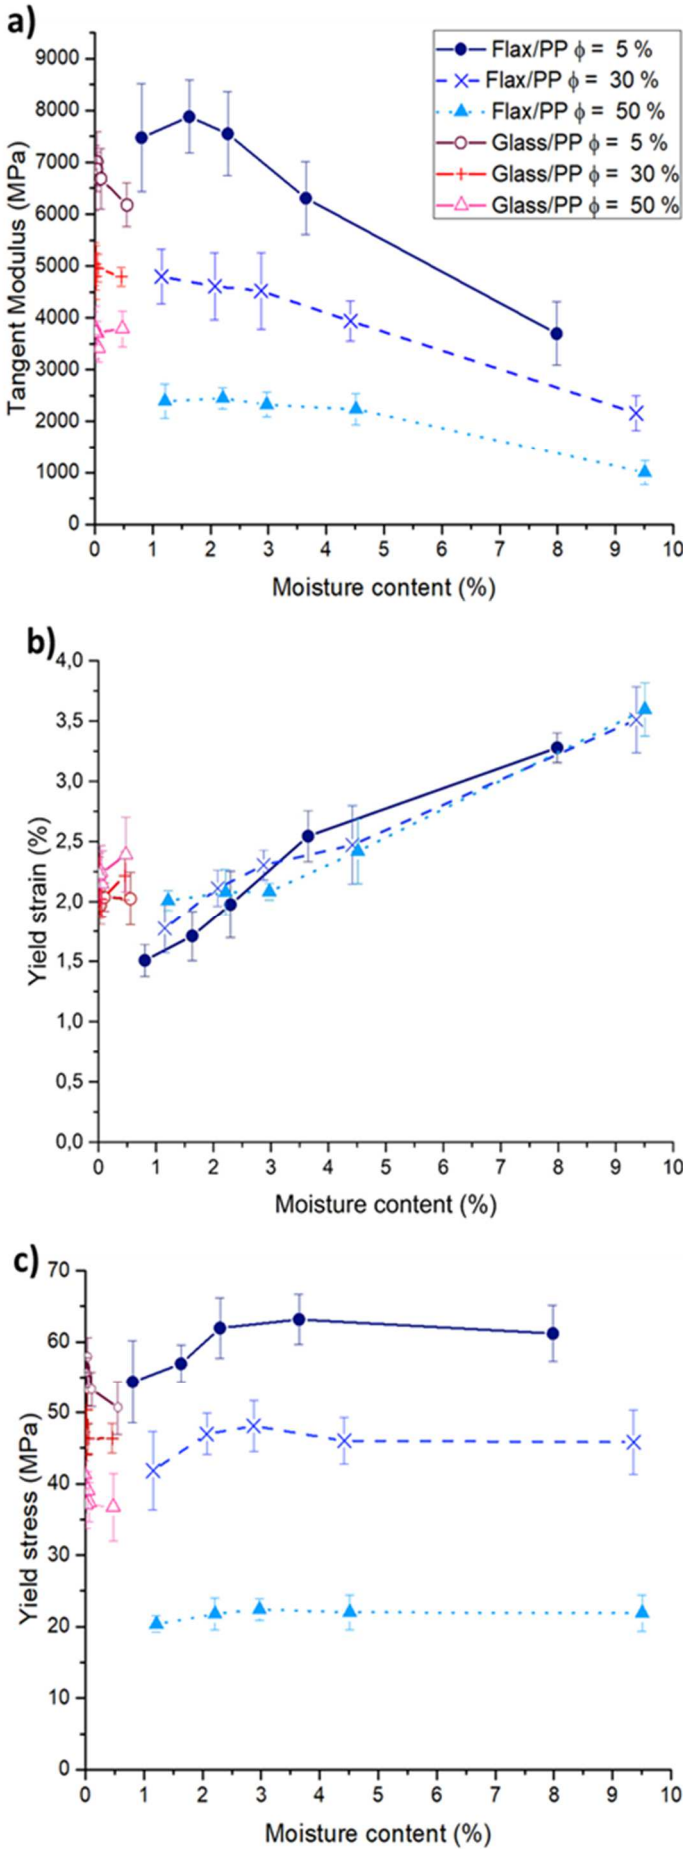 a)
Tangent Modulus (MPa)
9000
8000
7000
6000
5000
4000
3000
2000
1000
0
Flax/PP ϕ = 5 %
Flax/PP ϕ = 30 %
Flax/PP ϕ = 50 %
Glass/PP ϕ = 5 %
Glass/PP ϕ = 30 %
Glass/PP ϕ = 50 %
0 1 2 3 4 5 6 7 8 9 10
Moisture content (%)
b)
Yield strain (%)
4,0
3,5
3,0
2,5
2,0
1,5
1,0
0,5
0,0
0 1 2 3 4 5 6 7 8 9 10
Moisture content (%)
c)
Yield stress (MPa)
70
60
50
40
30
20
10
0
0 1 2 3 4 5 6 7 8 9 10
Moisture content (%)